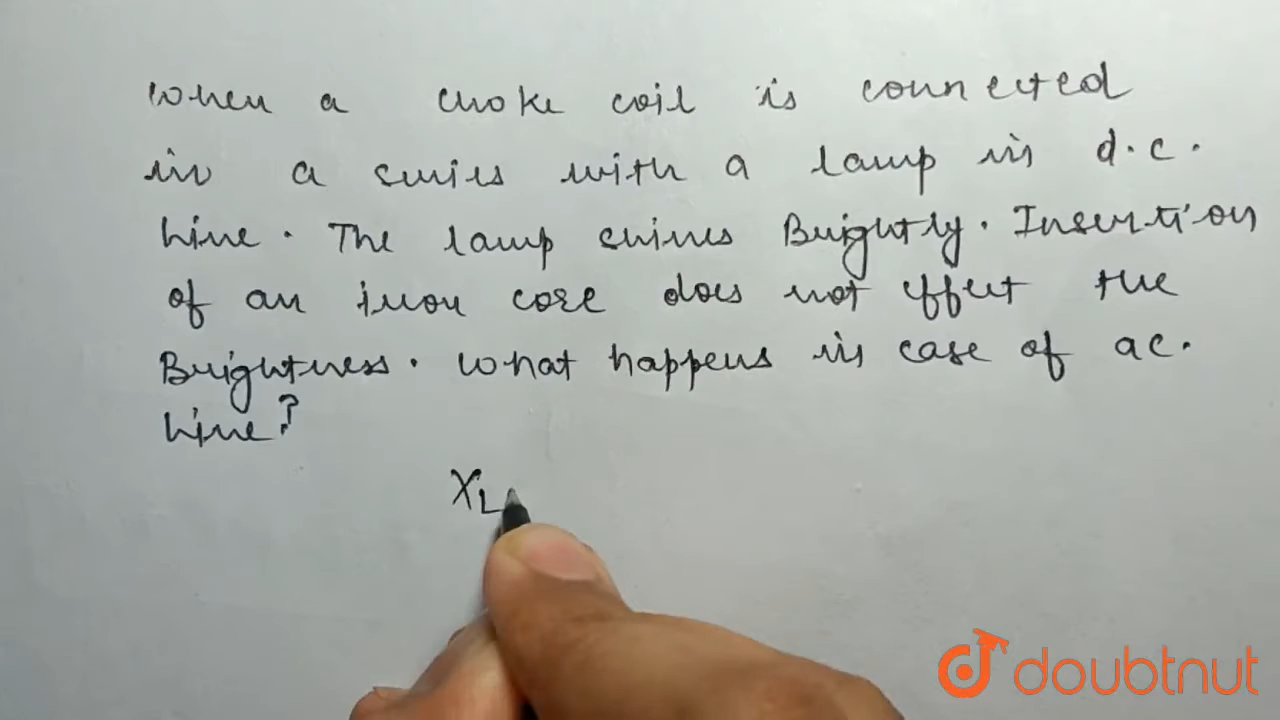 when a choke coil is connected
in a series with a lamp in d.c.
line. The lamp shines Brightly. Insertion
of an iron core does not effect the
Brightness. what happens in case of ac.
line?
XL
doubtnut